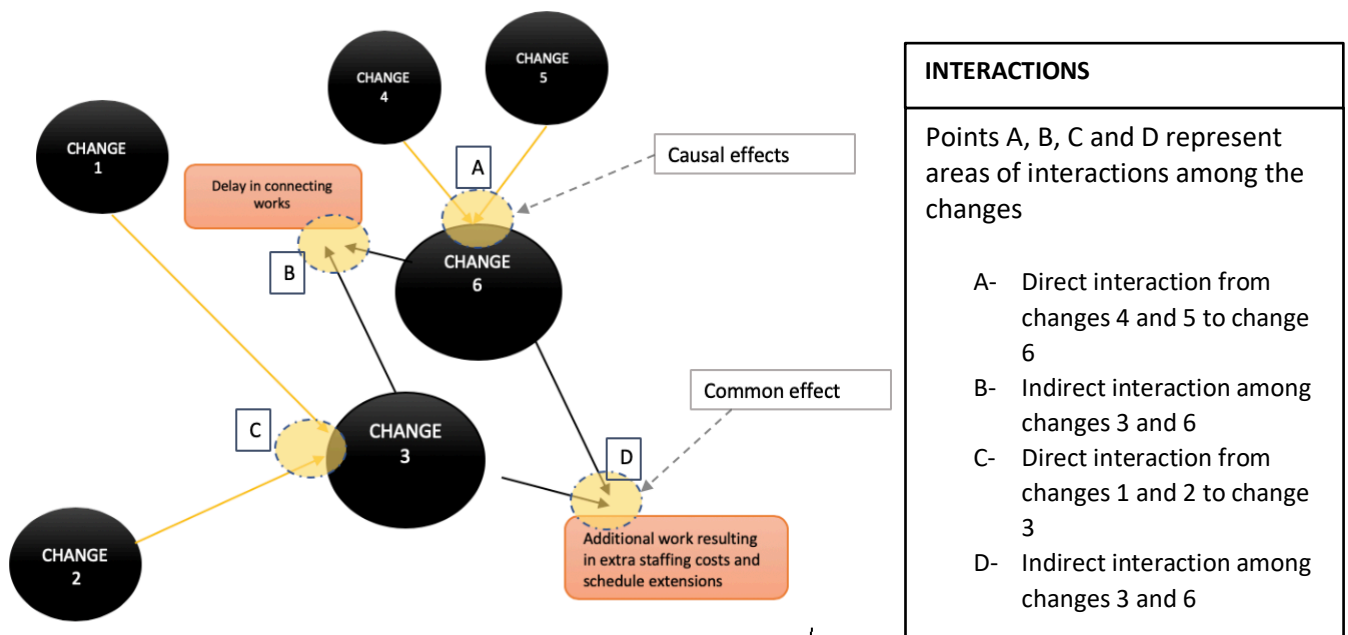 CHANGE
4
CHANGE
5
CHANGE
1
Delay in connecting
works
A
Causal effects
B
CHANGE
6
Common effect
C
CHANGE
3
D
CHANGE
2
Additional work resulting
in extra staffing costs and
schedule extensions
INTERACTIONS
Points A, B, C and D represent
areas of interactions among the
changes
A- Direct interaction from
changes 4 and 5 to change
6
B- Indirect interaction among
changes 3 and 6
C- Direct interaction from
changes 1 and 2 to change
3
D- Indirect interaction among
changes 3 and 6